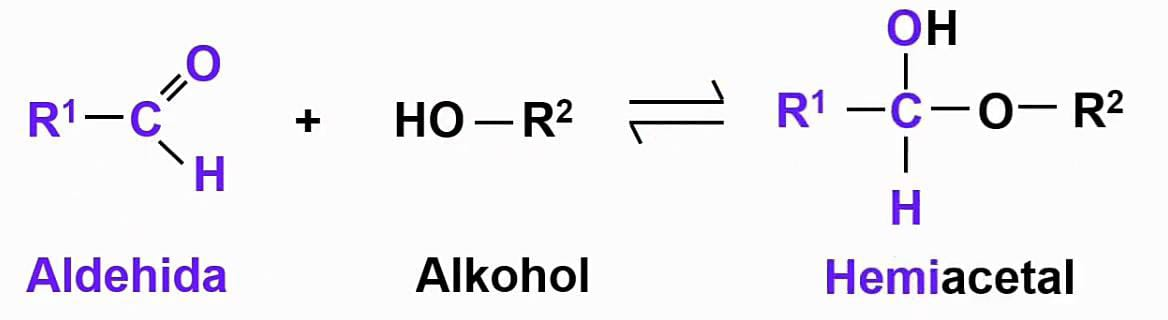 R¹—C
O
H
+
HO—R²
OH
R¹—C—O—R²
H
Aldehida
Alkohol
Hemiacetal